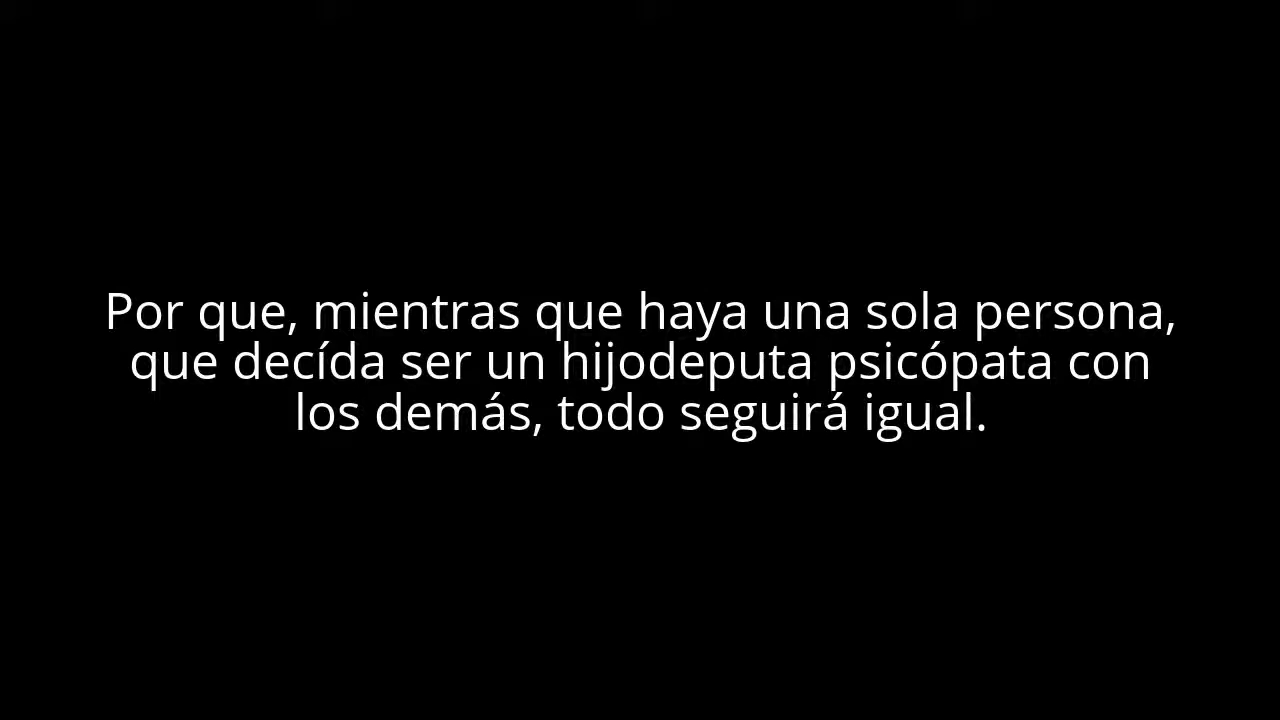 Por que, mientras que haya una sola persona,
que decída ser un hijodeputa psicópata con
los demás, todo seguirá igual.